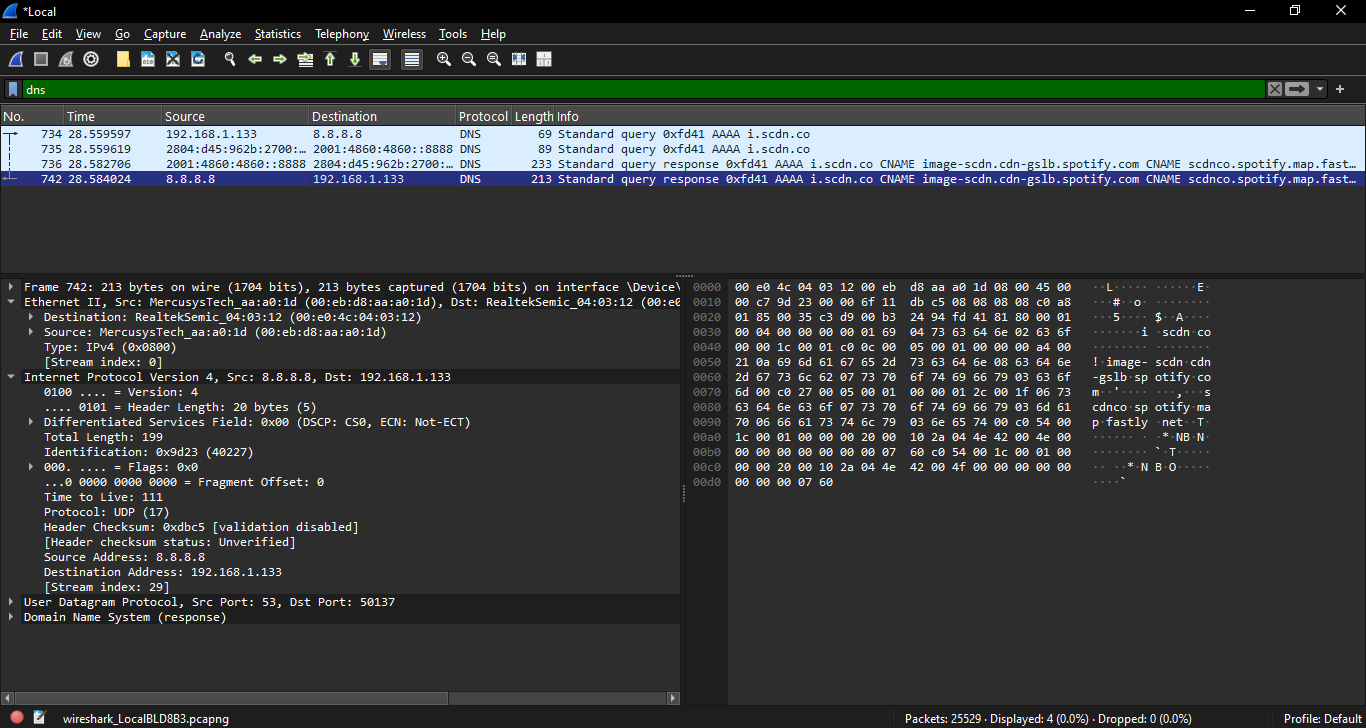 *Local
File Edit View Go Capture Analyze Statistics Telephony Wireless Tools Help
dns
No. Time Source Destination Protocol Length Info
734 28.559597 192.168.1.133 8.8.8.8 DNS 69 Standard query 0xfd41 AAAA i.scdn.co
735 28.559619 2804:d45:962b:2700:… 2001:4860:4860::8888 DNS 89 Standard query 0xfd41 AAAA i.scdn.co
736 28.582706 2001:4860:4860::8888 2804:d45:962b:2700:… DNS 233 Standard query response 0xfd41 AAAA i.scdn.co CNAME image-scdn.cdn-gslb.spotify.com CNAME scdnco.spotify.map.fast…
742 28.584024 8.8.8.8 192.168.1.133 DNS 213 Standard query response 0xfd41 AAAA i.scdn.co CNAME image-scdn.cdn-gslb.spotify.com CNAME scdnco.spotify.map.fast…
Frame 742: 213 bytes on wire (1704 bits), 213 bytes captured (1704 bits) on interface \Device\
Ethernet II, Src: MercusysTech_aa:a0:1d (00:eb:d8:aa:a0:1d), Dst: RealtekSemic_04:03:12 (00:e0
Destination: RealtekSemic_04:03:12 (00:e0:4c:04:03:12)
Source: MercusysTech_aa:a0:1d (00:eb:d8:aa:a0:1d)
Type: IPv4 (0x0800)
[Stream index: 0]
Internet Protocol Version 4, Src: 8.8.8.8, Dst: 192.168.1.133
0100 .... = Version: 4
.... 0101 = Header Length: 20 bytes (5)
Differentiated Services Field: 0x00 (DSCP: CS0, ECN: Not-ECT)
Total Length: 199
Identification: 0x9d23 (40227)
000. .... = Flags: 0x0
...0 0000 0000 0000 = Fragment Offset: 0
Time to Live: 111
Protocol: UDP (17)
Header Checksum: 0xdbc5 [validation disabled]
[Header checksum status: Unverified]
Source Address: 8.8.8.8
Destination Address: 192.168.1.133
[Stream index: 29]
User Datagram Protocol, Src Port: 53, Dst Port: 50137
Domain Name System (response)
0000 00 e0 4c 04 03 12 00 eb d8 aa a0 1d 08 00 45 00 ··L····· ······E·
0010 00 c7 9d 23 00 00 6f 11 db c5 08 08 08 08 c0 a8 ···#··o· ········
0020 01 85 00 35 c3 d9 00 b3 24 94 fd 41 81 80 00 01 ···5···· $··A····
0030 00 04 00 00 00 00 01 69 04 73 63 64 6e 02 63 6f ·······i ·scdn·co
0040 00 00 1c 00 01 c0 0c 00 05 00 01 00 00 00 a4 00 ········ ········
0050 21 0a 69 6d 61 67 65 2d 73 63 64 6e 08 63 64 6e !·image- scdn·cdn
0060 2d 67 73 6c 62 07 73 70 6f 74 69 66 79 03 63 6f -gslb·sp otify·co
0070 6d 00 c0 27 00 05 00 01 00 00 01 2c 00 1f 06 73 m··'···· ···,···s
0080 63 64 6e 63 6f 07 73 70 6f 74 69 66 79 03 6d 61 cdnco·sp otify·ma
0090 70 06 66 61 73 74 6c 79 03 6e 65 74 00 c0 54 00 p·fastly ·net··T·
00a0 1c 00 01 00 00 00 20 00 10 2a 04 4e 42 00 4e 00 ······ · ·*·NB·N·
00b0 00 00 00 00 00 00 00 07 60 c0 54 00 1c 00 01 00 ········ `·T·····
00c0 00 00 20 00 10 2a 04 4e 42 00 4f 00 00 00 00 00 ·· ··*·N B·O·····
00d0 00 00 00 07 60 ····`
wireshark_LocalBLD8B3.pcapng Packets: 25529 · Displayed: 4 (0.0%) · Dropped: 0 (0.0%) Profile: Default